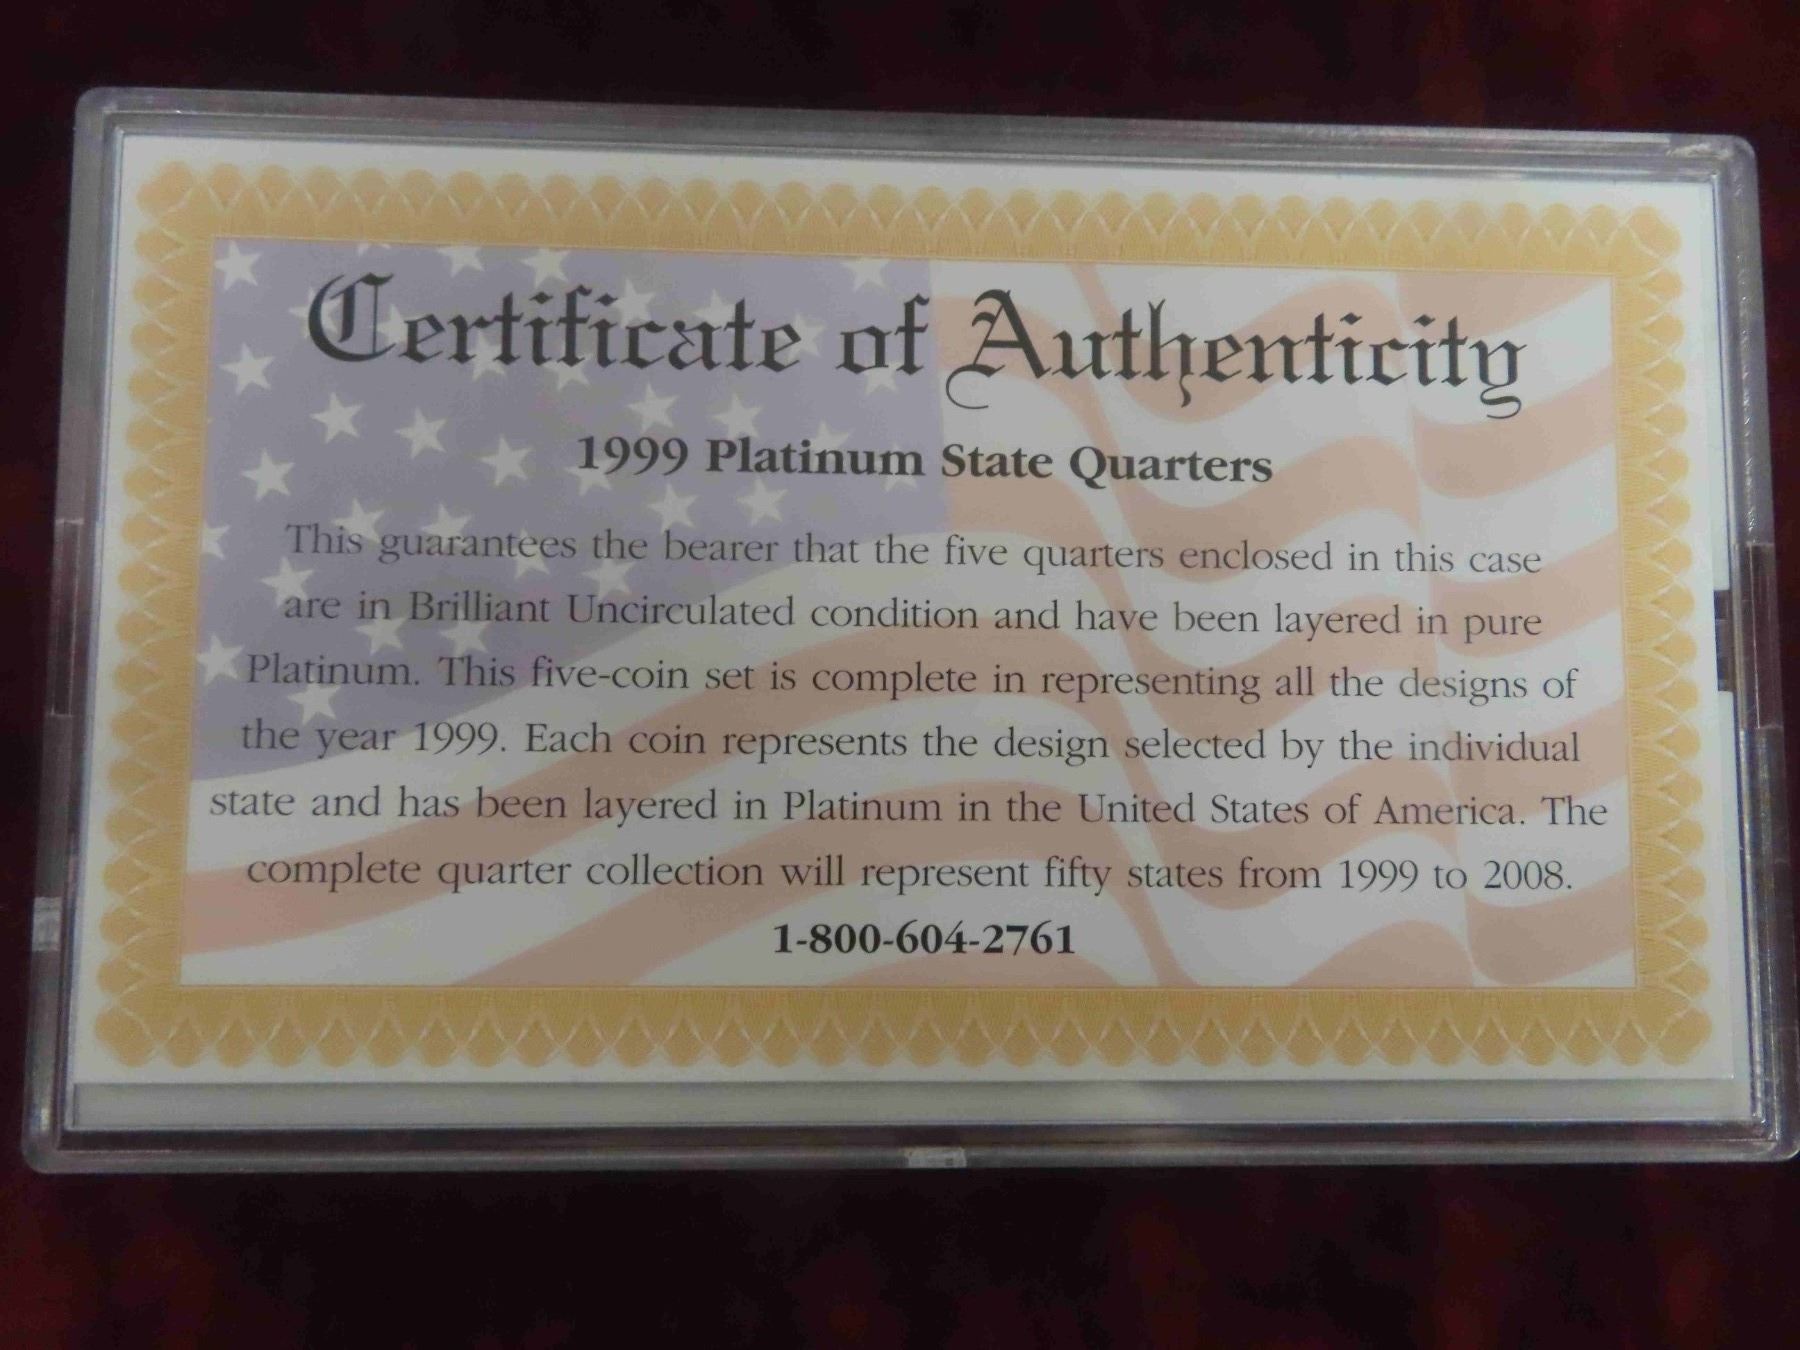 Certificate of Authenticity
1999 Platinum State Quarters
This guarantees the bearer that the five quarters enclosed in this case
are in Brilliant Uncirculated condition and have been layered in pure
Platinum. This five-coin set is complete in representing all the designs of
the year 1999. Each coin represents the design selected by the individual
state and has been layered in Platinum in the United States of America. The
complete quarter collection will represent fifty states from 1999 to 2008.
1-800-604-2761